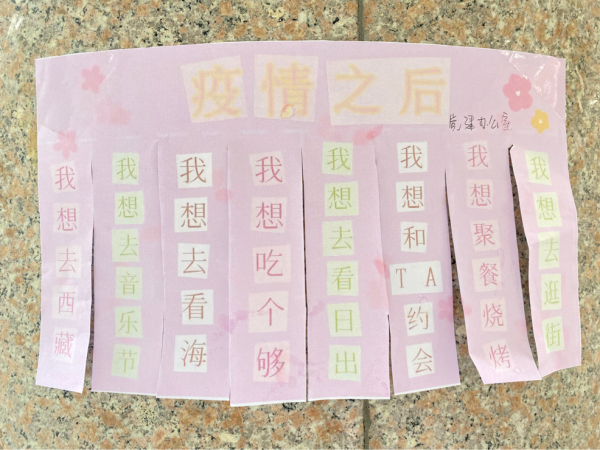 疫情之后
我想去西藏
我想去音乐节
我想去看海
我想吃个够
我想去看日出
我想和TA约会
我想聚餐烧烤
我想去逛街